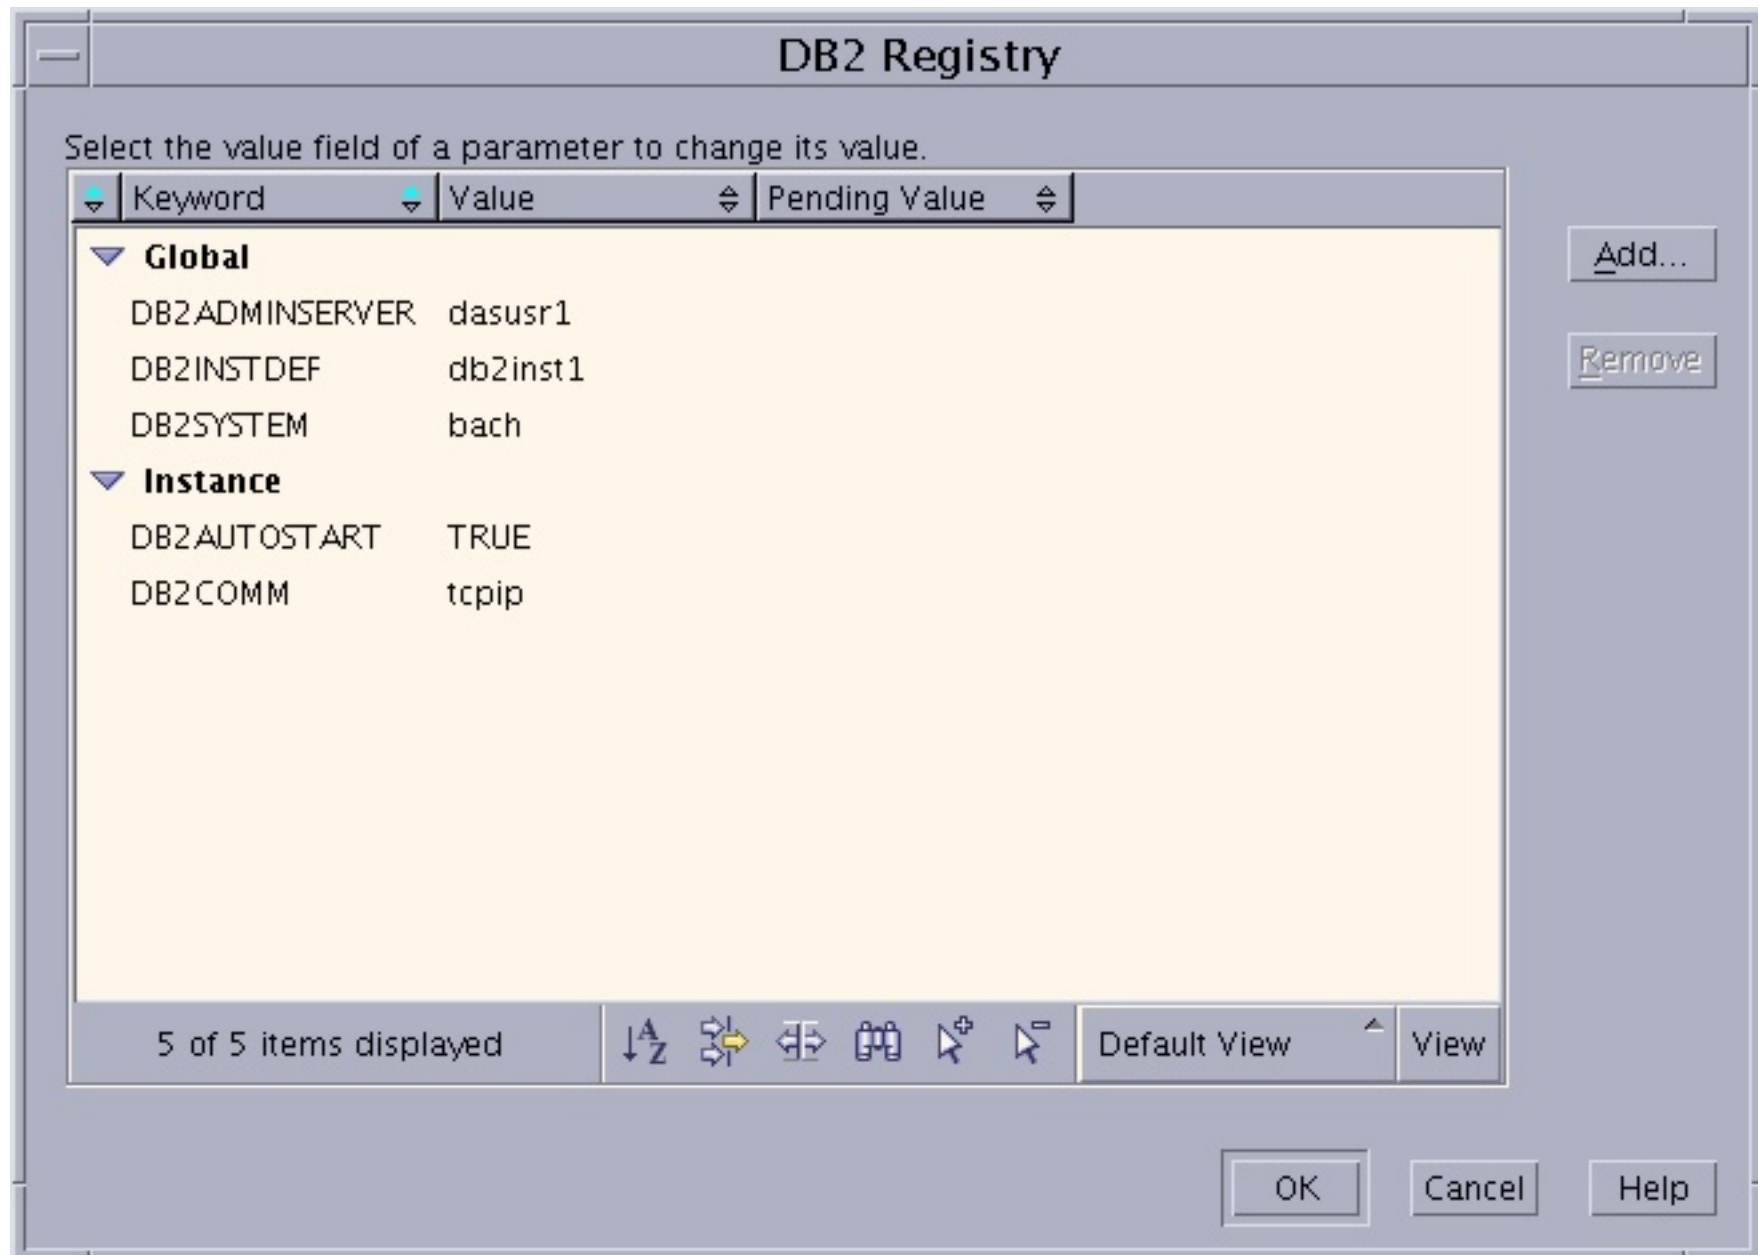 DB2 Registry
Select the value field of a parameter to change its value.
Keyword Value Pending Value
Global
Add...
DB2ADMINSERVER dasusr1
DB2INSTDEF db2inst1
Remove
DB2SYSTEM bach
Instance
DB2AUTOSTART TRUE
DB2COMM tcpip
5 of 5 items displayed A Z Default View View
OK Cancel Help